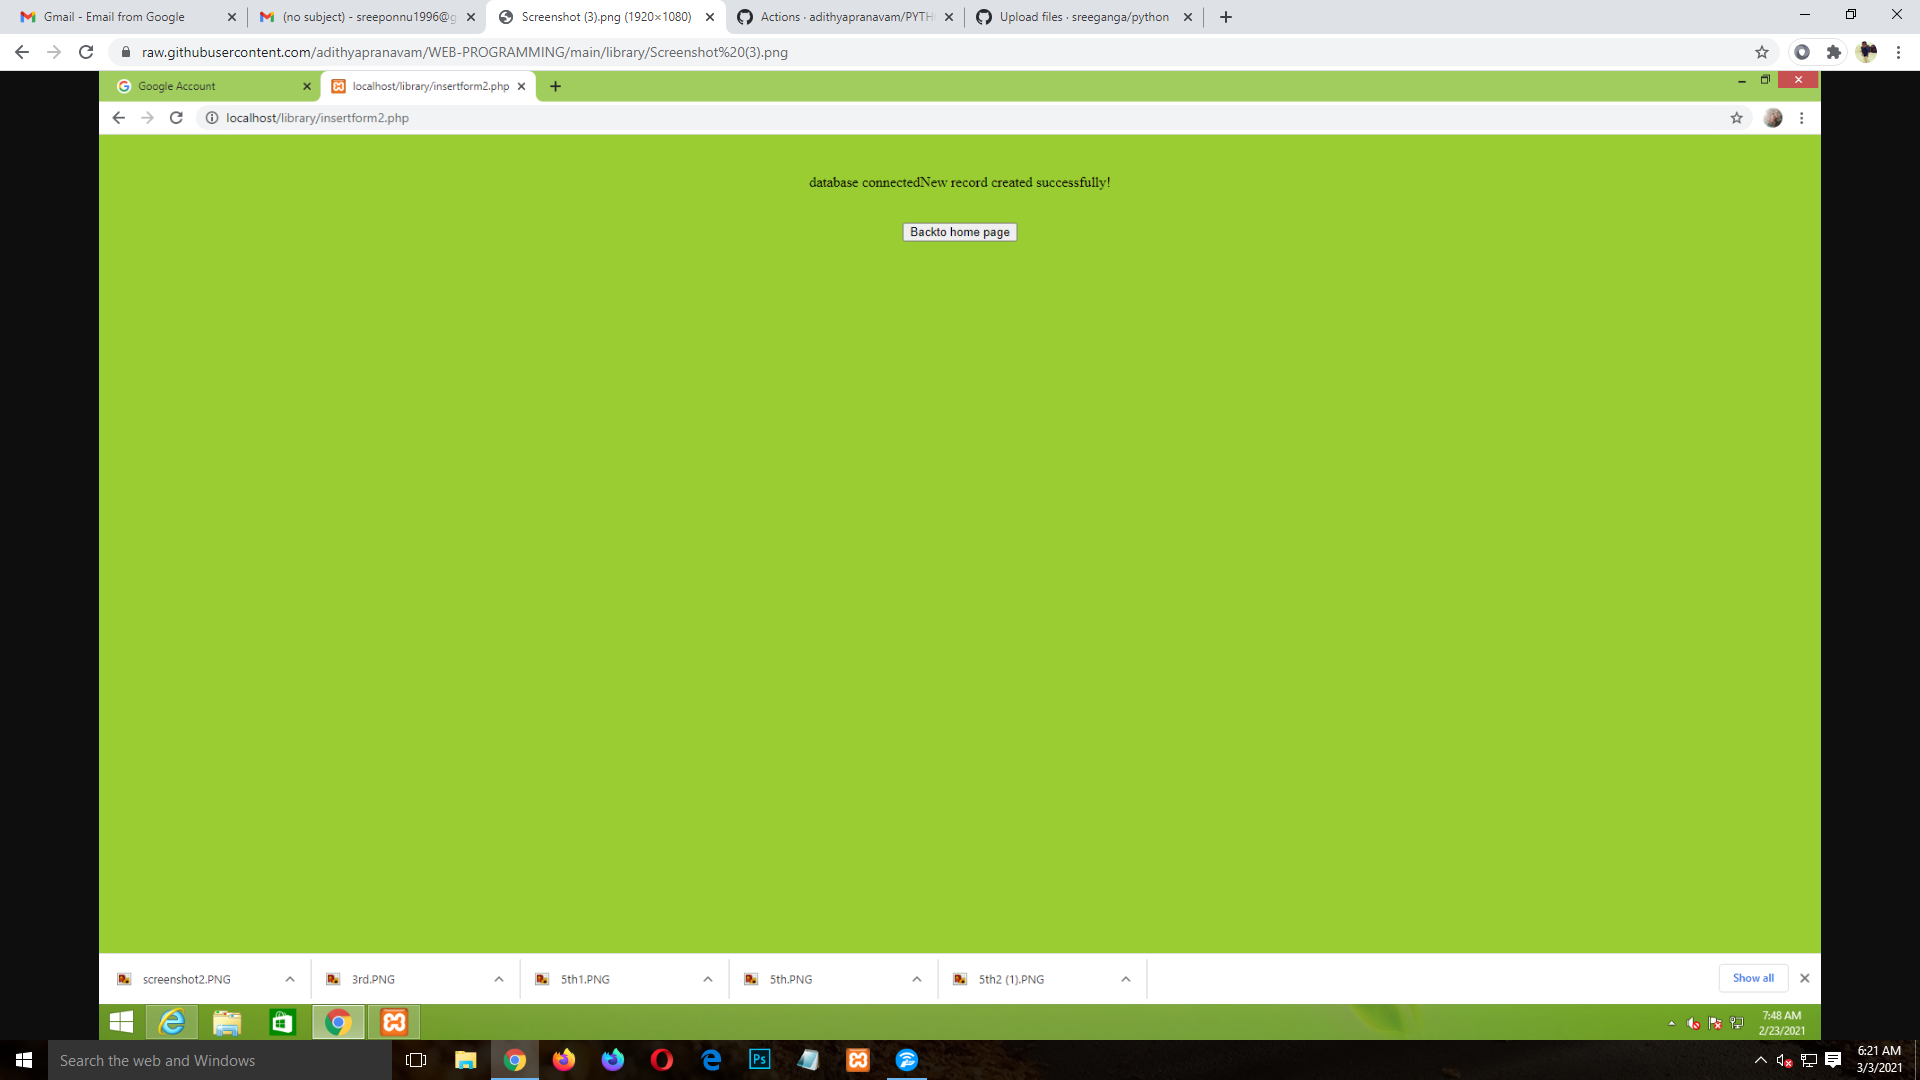 Gmail - Email from Google
(no subject) - sreeponnu1996@g
Screenshot (3).png (1920×1080)
Actions · adithyapranavam/PYTH
Upload files · sreeganga/python
raw.githubusercontent.com/adithyapranavam/WEB-PROGRAMMING/main/library/Screenshot%20(3).png
Google Account
localhost/library/insertform2.php
localhost/library/insertform2.php
database connectedNew record created successfully!
Backto home page
screenshot2.PNG
3rd.PNG
5th1.PNG
5th.PNG
5th2 (1).PNG
Show all
7:48 AM
2/23/2021
Search the web and Windows
Ps
6:21 AM
3/3/2021